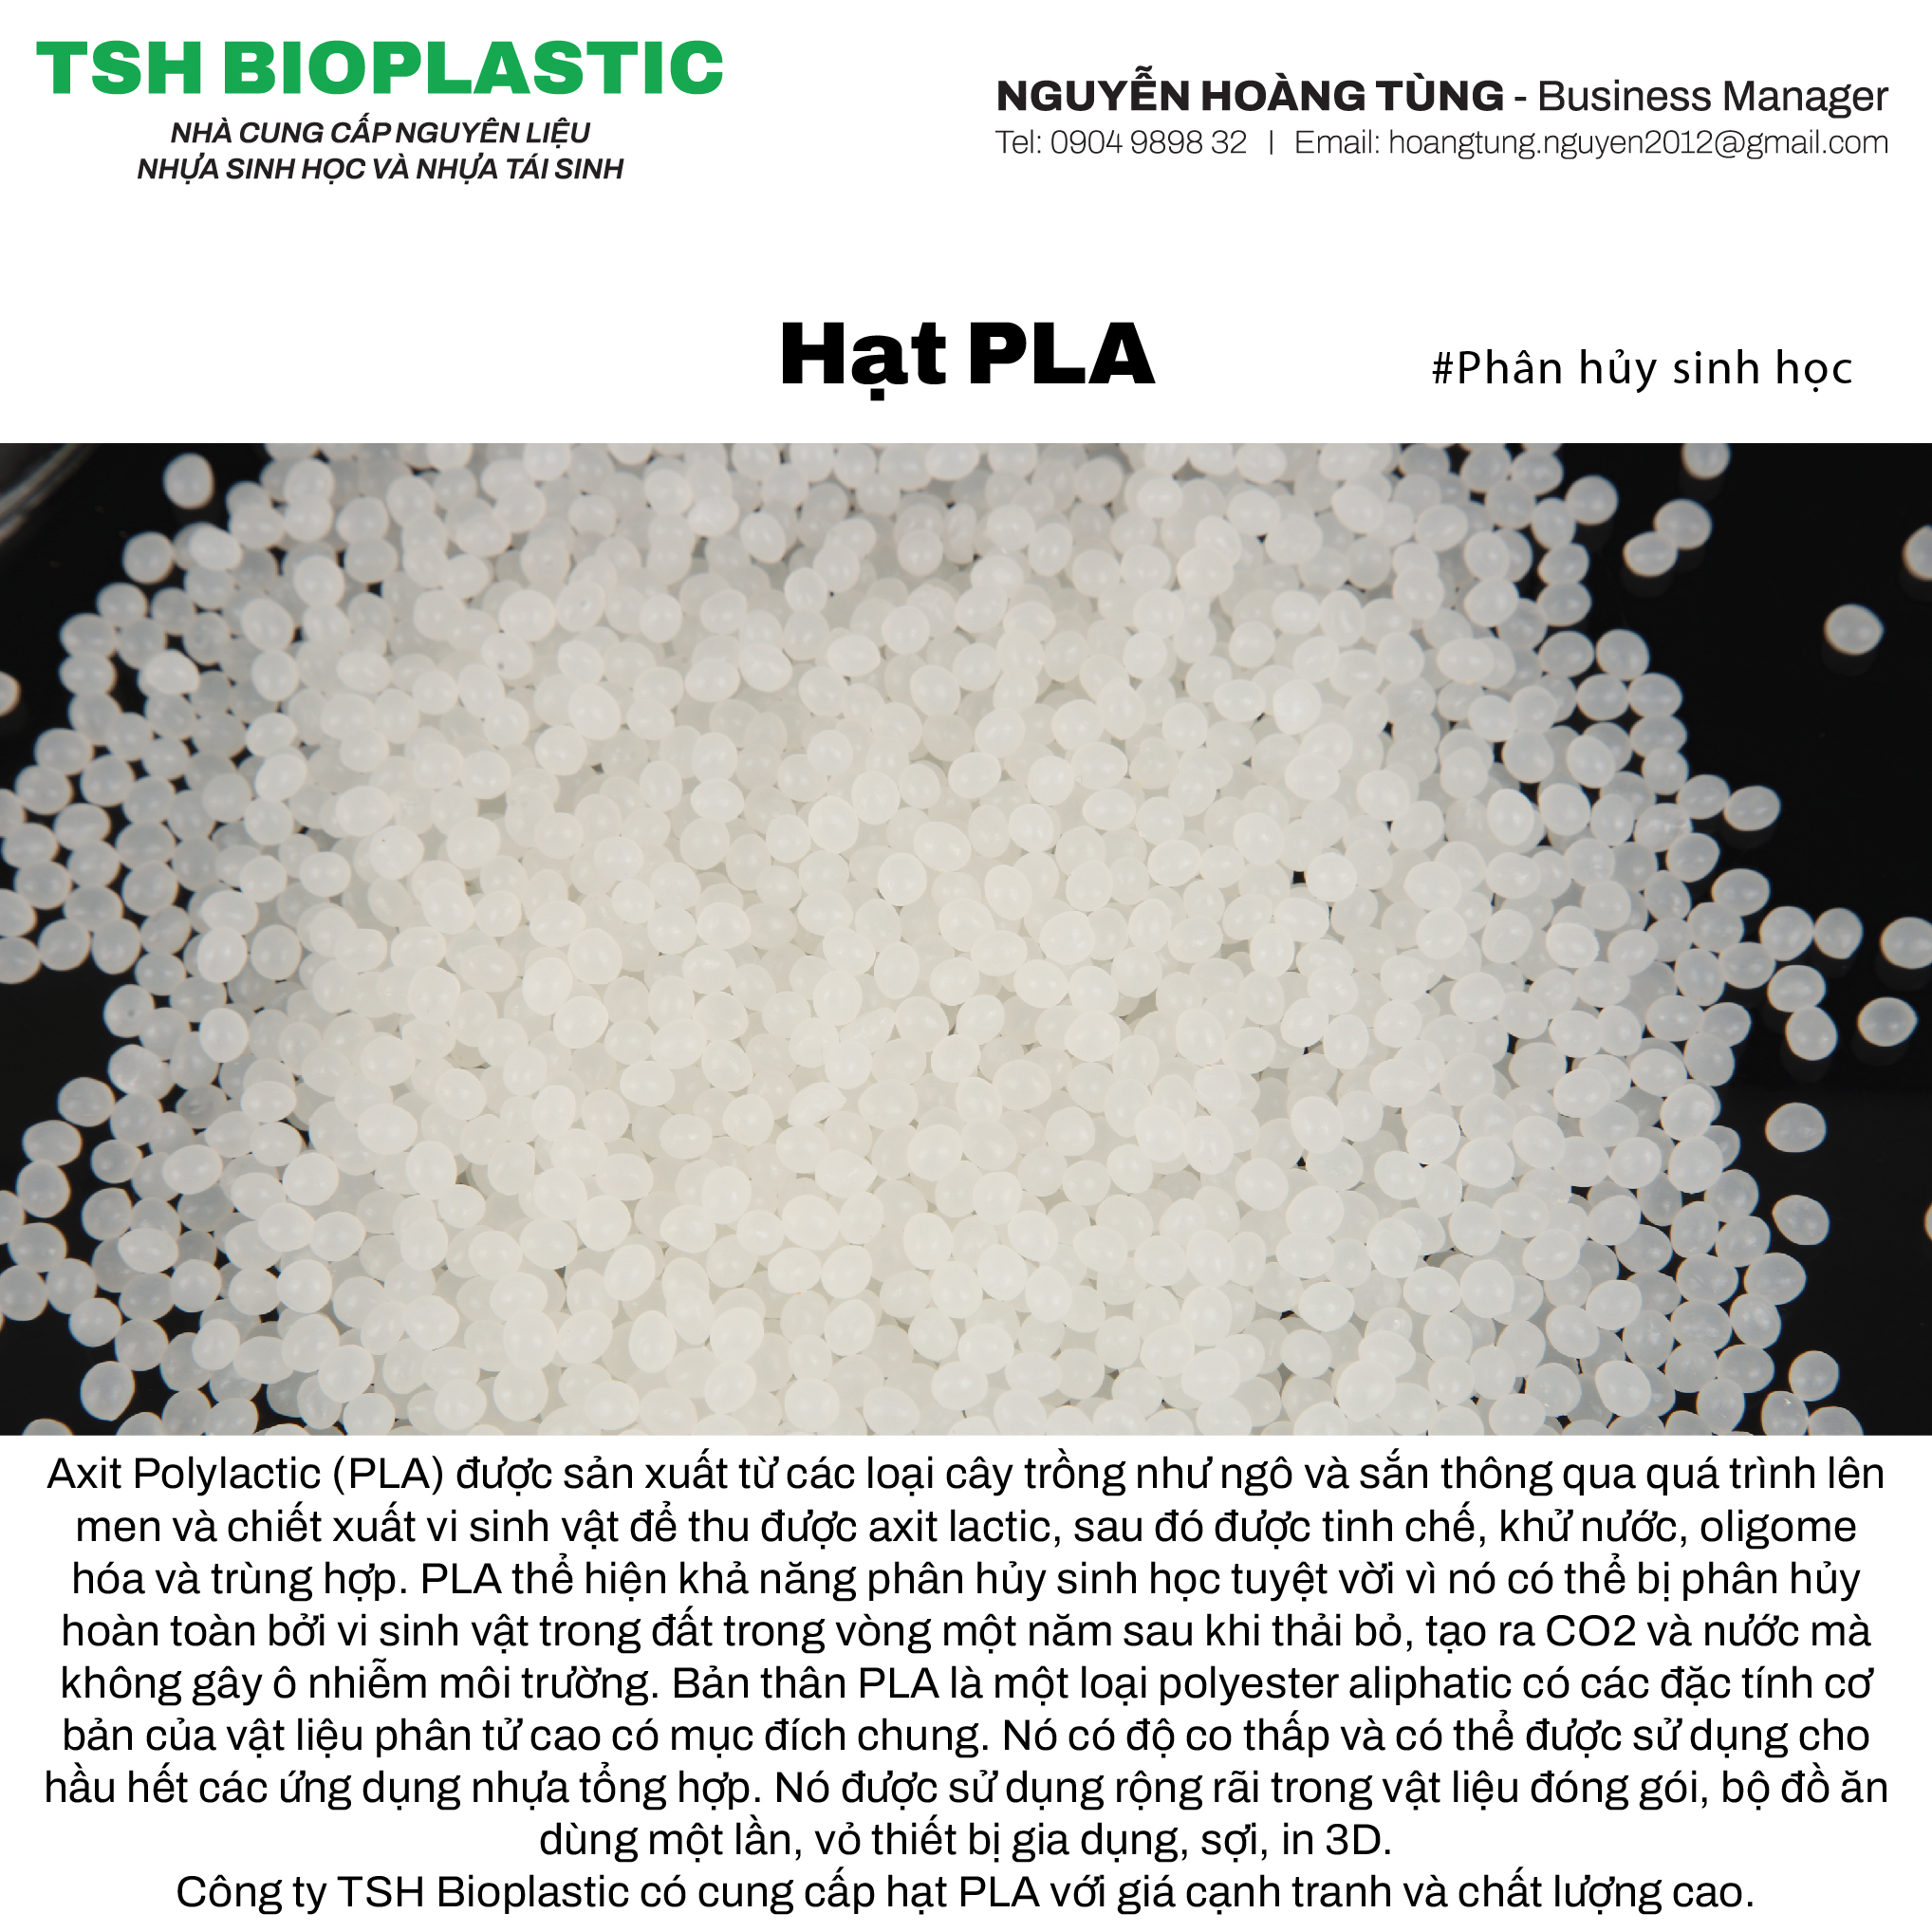 TSH BIOPLASTIC
NHÀ CUNG CẤP NGUYÊN LIỆU
NHỰA SINH HỌC VÀ NHỰA TÁI SINH
NGUYỄN HOÀNG TÙNG - Business Manager
Tel: 0904 9898 32 | Email: hoangtung.nguyen2012@gmail.com
Hạt PLA
#Phân hủy sinh học
Axit Polylactic (PLA) được sản xuất từ các loại cây trồng như ngô và sắn thông qua quá trình lên
men và chiết xuất vi sinh vật để thu được axit lactic, sau đó được tinh chế, khử nước, oligome
hóa và trùng hợp. PLA thể hiện khả năng phân hủy sinh học tuyệt vời vì nó có thể bị phân hủy
hoàn toàn bởi vi sinh vật trong đất trong vòng một năm sau khi thải bỏ, tạo ra CO2 và nước mà
không gây ô nhiễm môi trường. Bản thân PLA là một loại polyester aliphatic có các đặc tính cơ
bản của vật liệu phân tử cao có mục đích chung. Nó có độ co thấp và có thể được sử dụng cho
hầu hết các ứng dụng nhựa tổng hợp. Nó được sử dụng rộng rãi trong vật liệu đóng gói, bộ đồ ăn
dùng một lần, vỏ thiết bị gia dụng, sợi, in 3D.
Công ty TSH Bioplastic có cung cấp hạt PLA với giá cạnh tranh và chất lượng cao.